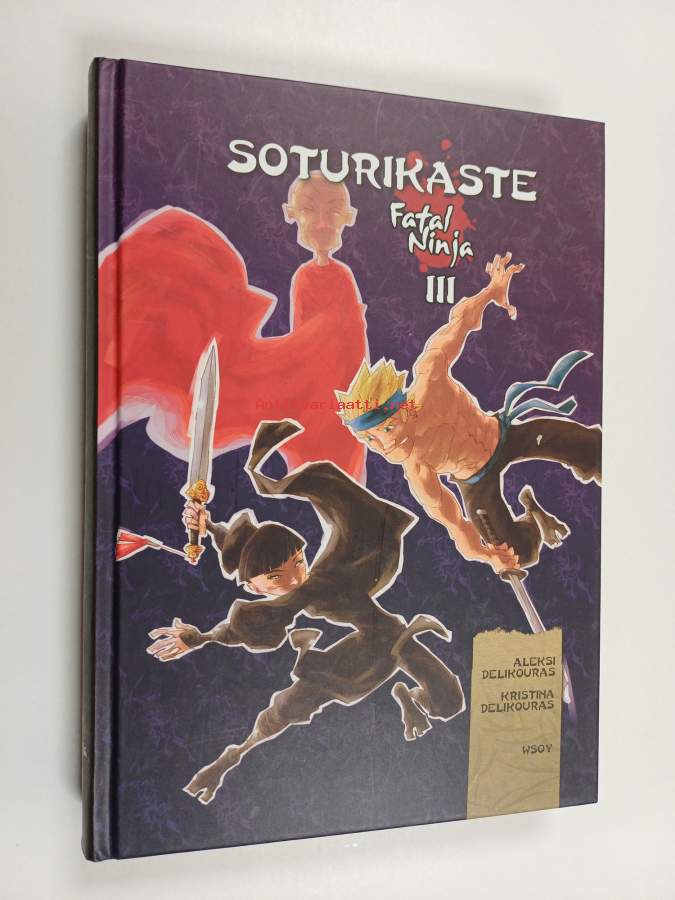 SOTURIKASTE
Fatal
Ninja
III
Antikvariaatti.net
ALEKSI
DELIKOURAS
KRISTINA
DELIKOURAS
WSOY